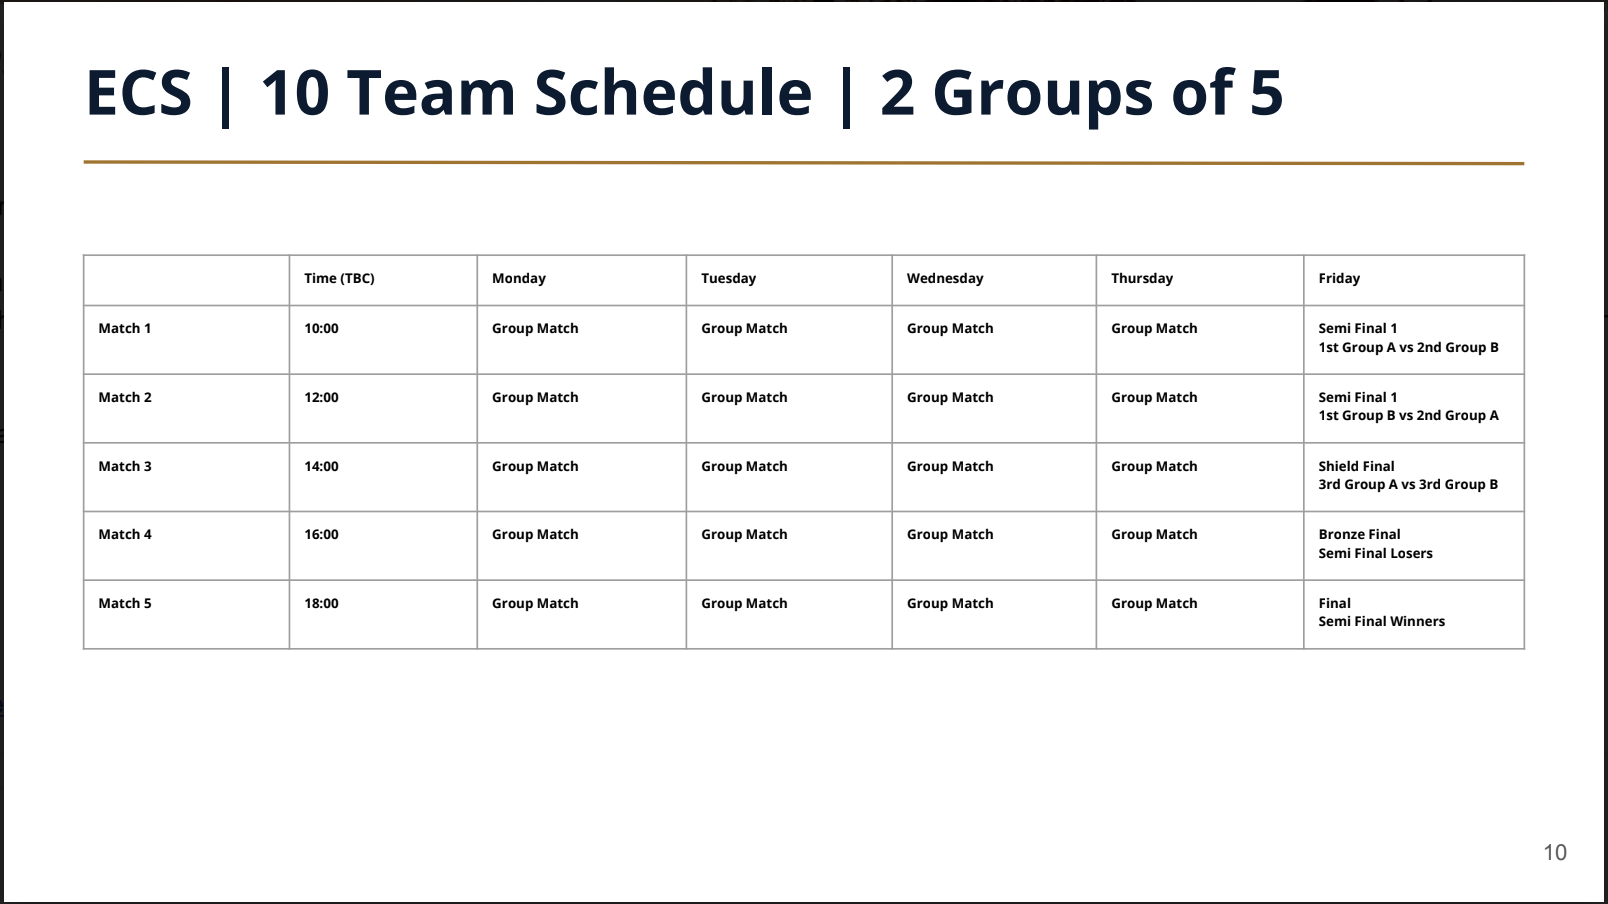 ECS | 10 Team Schedule | 2 Groups of 5
Time (TBC) Monday Tuesday Wednesday Thursday Friday
Match 1 10:00 Group Match Group Match Group Match Group Match Semi Final 1
1st Group A vs 2nd Group B
Match 2 12:00 Group Match Group Match Group Match Group Match Semi Final 1
1st Group B vs 2nd Group A
Match 3 14:00 Group Match Group Match Group Match Group Match Shield Final
3rd Group A vs 3rd Group B
Match 4 16:00 Group Match Group Match Group Match Group Match Bronze Final
Semi Final Losers
Match 5 18:00 Group Match Group Match Group Match Group Match Final
Semi Final Winners
10